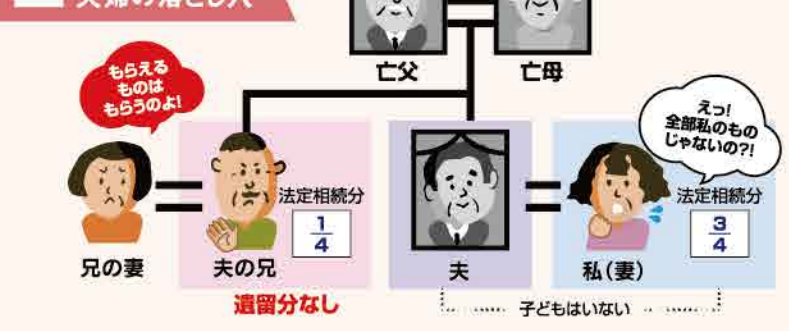 夫婦の落とし穴
亡父
亡母
もらえる
ものは
もらうのよ!
えっ!
全部私のもの
じゃないの?!
法定相続分
1
4
法定相続分
3
4
兄の妻
夫の兄
夫
私(妻)
遺留分なし
子どもはいない